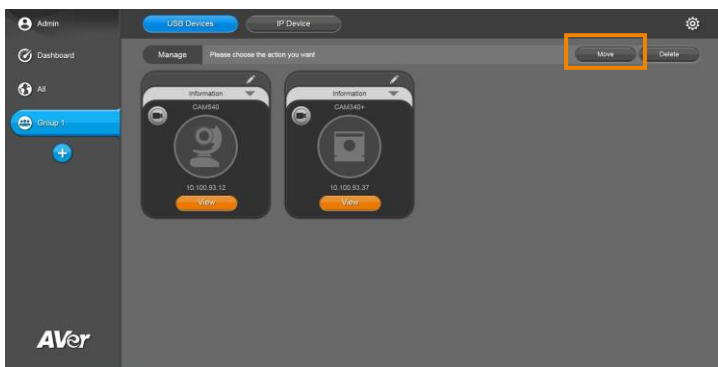 Admin
USB Devices
IP Device
Dashboard
Manage
Please choose the action you want
Move
Delete
All
Information
Information
CAM540
CAM340+
Group 1
10.100.93.12
10.100.93.37
View
View
AVer